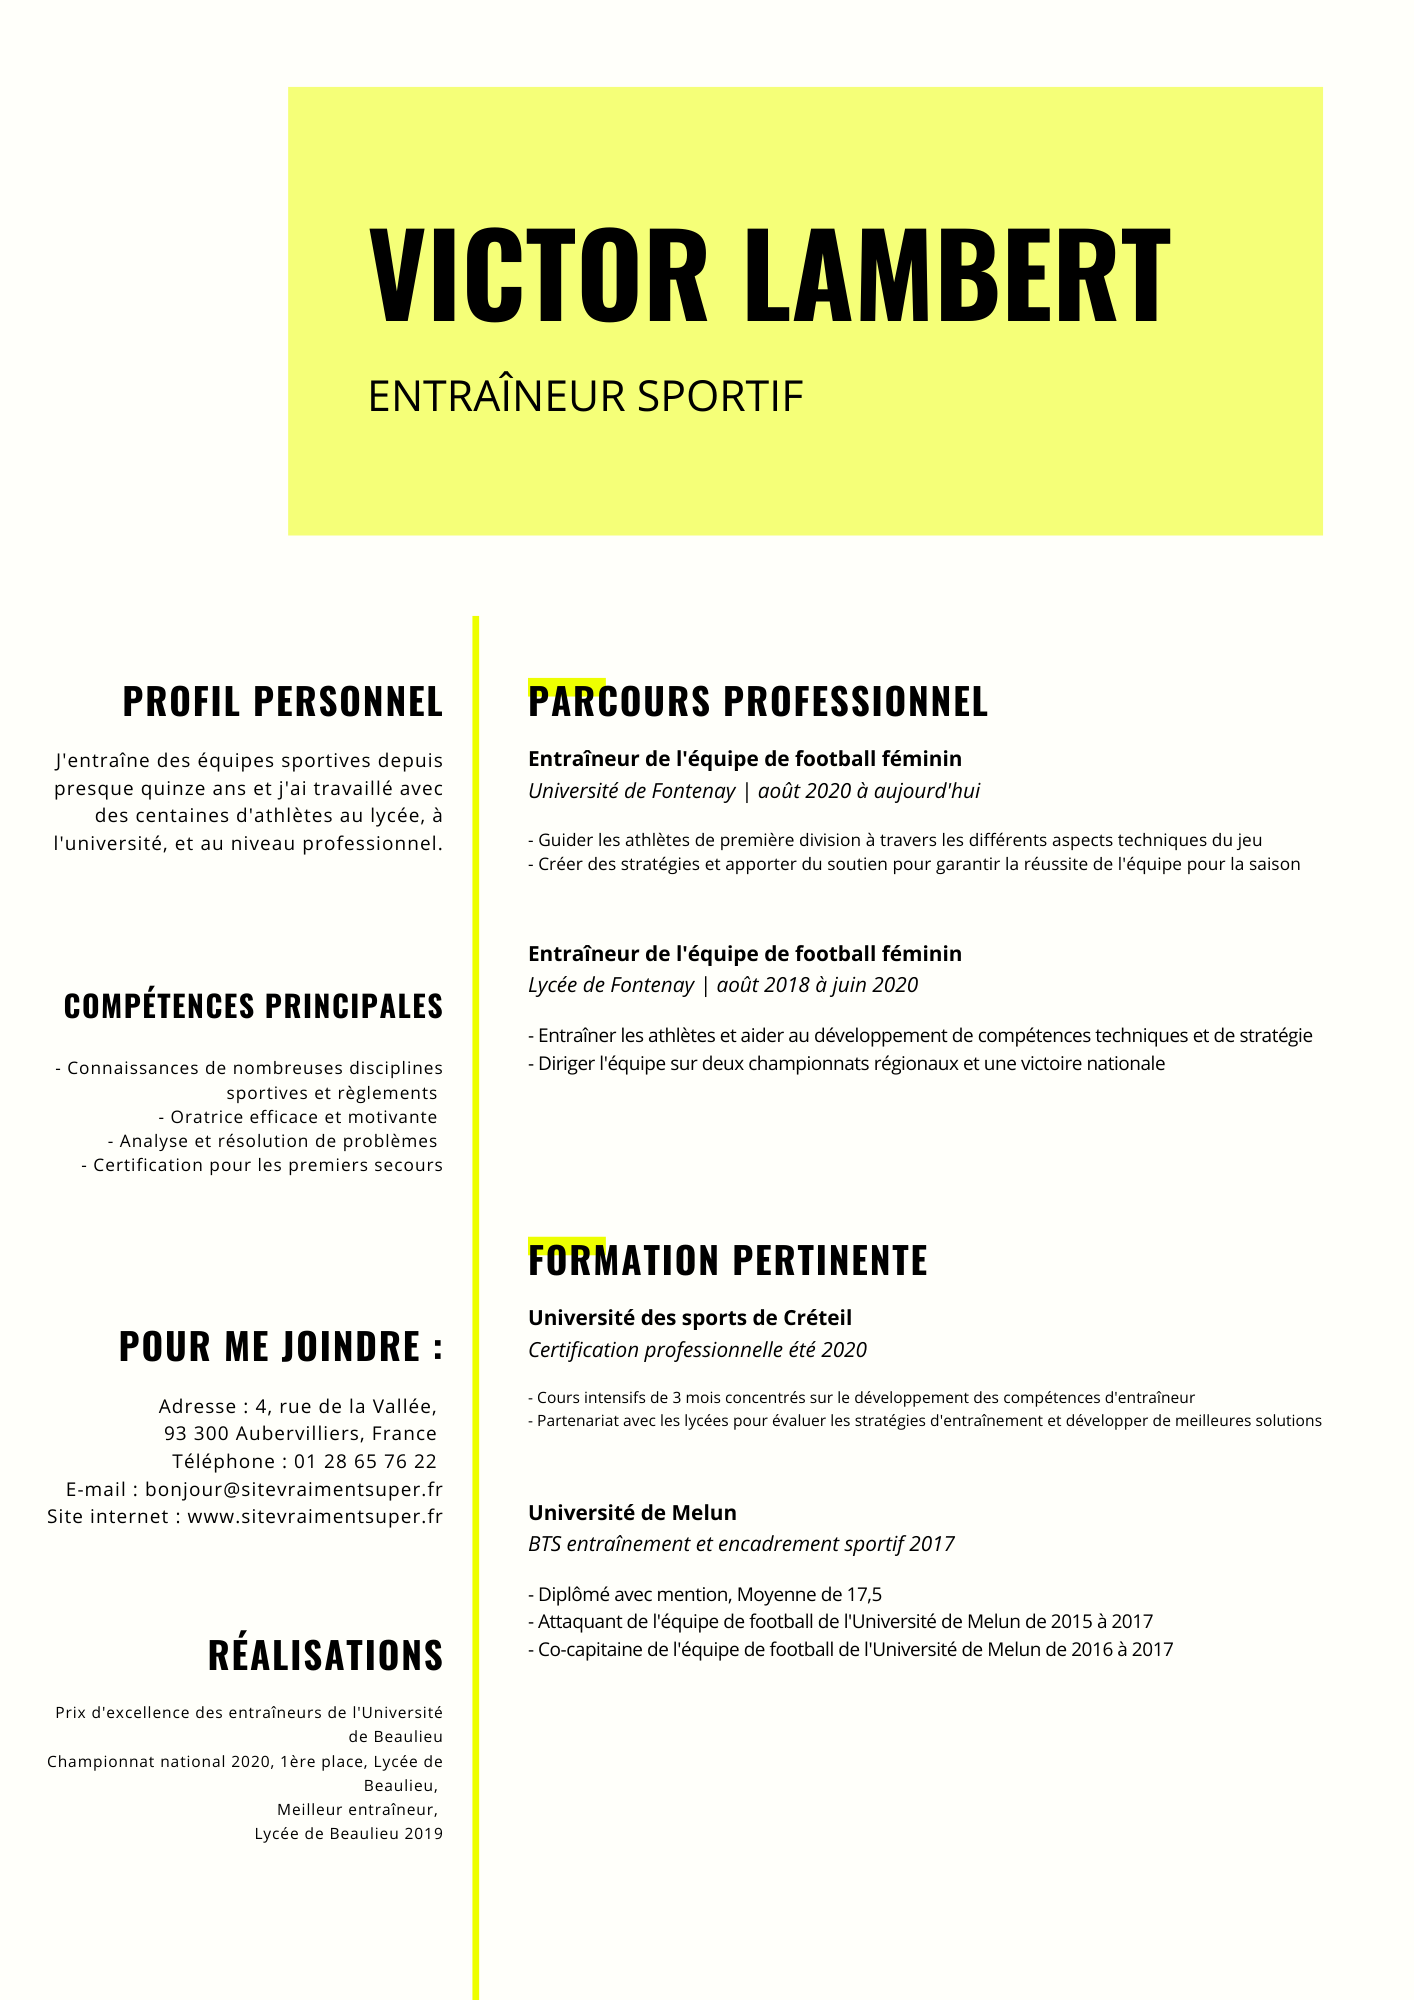 VICTOR LAMBERT
ENTRAÎNEUR SPORTIF
PROFIL PERSONNEL
J'entraîne des équipes sportives depuis
presque quinze ans et j'ai travaillé avec
des centaines d'athlètes au lycée, à
l'université, et au niveau professionnel.
COMPÉTENCES PRINCIPALES
- Connaissances de nombreuses disciplines
sportives et règlements
- Oratrice efficace et motivante
- Analyse et résolution de problèmes
- Certification pour les premiers secours
POUR ME JOINDRE :
Adresse : 4, rue de la Vallée,
93 300 Aubervilliers, France
Téléphone : 01 28 65 76 22
E-mail : bonjour@sitevraimentsuper.fr
Site internet : www.sitevraimentsuper.fr
RÉALISATIONS
Prix d'excellence des entraîneurs de l'Université
de Beaulieu
Championnat national 2020, 1ère place, Lycée de
Beaulieu,
Meilleur entraîneur,
Lycée de Beaulieu 2019
PARCOURS PROFESSIONNEL
Entraîneur de l'équipe de football féminin
Université de Fontenay | août 2020 à aujourd'hui
- Guider les athlètes de première division à travers les différents aspects techniques du jeu
- Créer des stratégies et apporter du soutien pour garantir la réussite de l'équipe pour la saison
Entraîneur de l'équipe de football féminin
Lycée de Fontenay | août 2018 à juin 2020
- Entraîner les athlètes et aider au développement de compétences techniques et de stratégie
- Diriger l'équipe sur deux championnats régionaux et une victoire nationale
FORMATION PERTINENTE
Université des sports de Créteil
Certification professionnelle été 2020
- Cours intensifs de 3 mois concentrés sur le développement des compétences d'entraîneur
- Partenariat avec les lycées pour évaluer les stratégies d'entraînement et développer de meilleures solutions
Université de Melun
BTS entraînement et encadrement sportif 2017
- Diplômé avec mention, Moyenne de 17,5
- Attaquant de l'équipe de football de l'Université de Melun de 2015 à 2017
- Co-capitaine de l'équipe de football de l'Université de Melun de 2016 à 2017